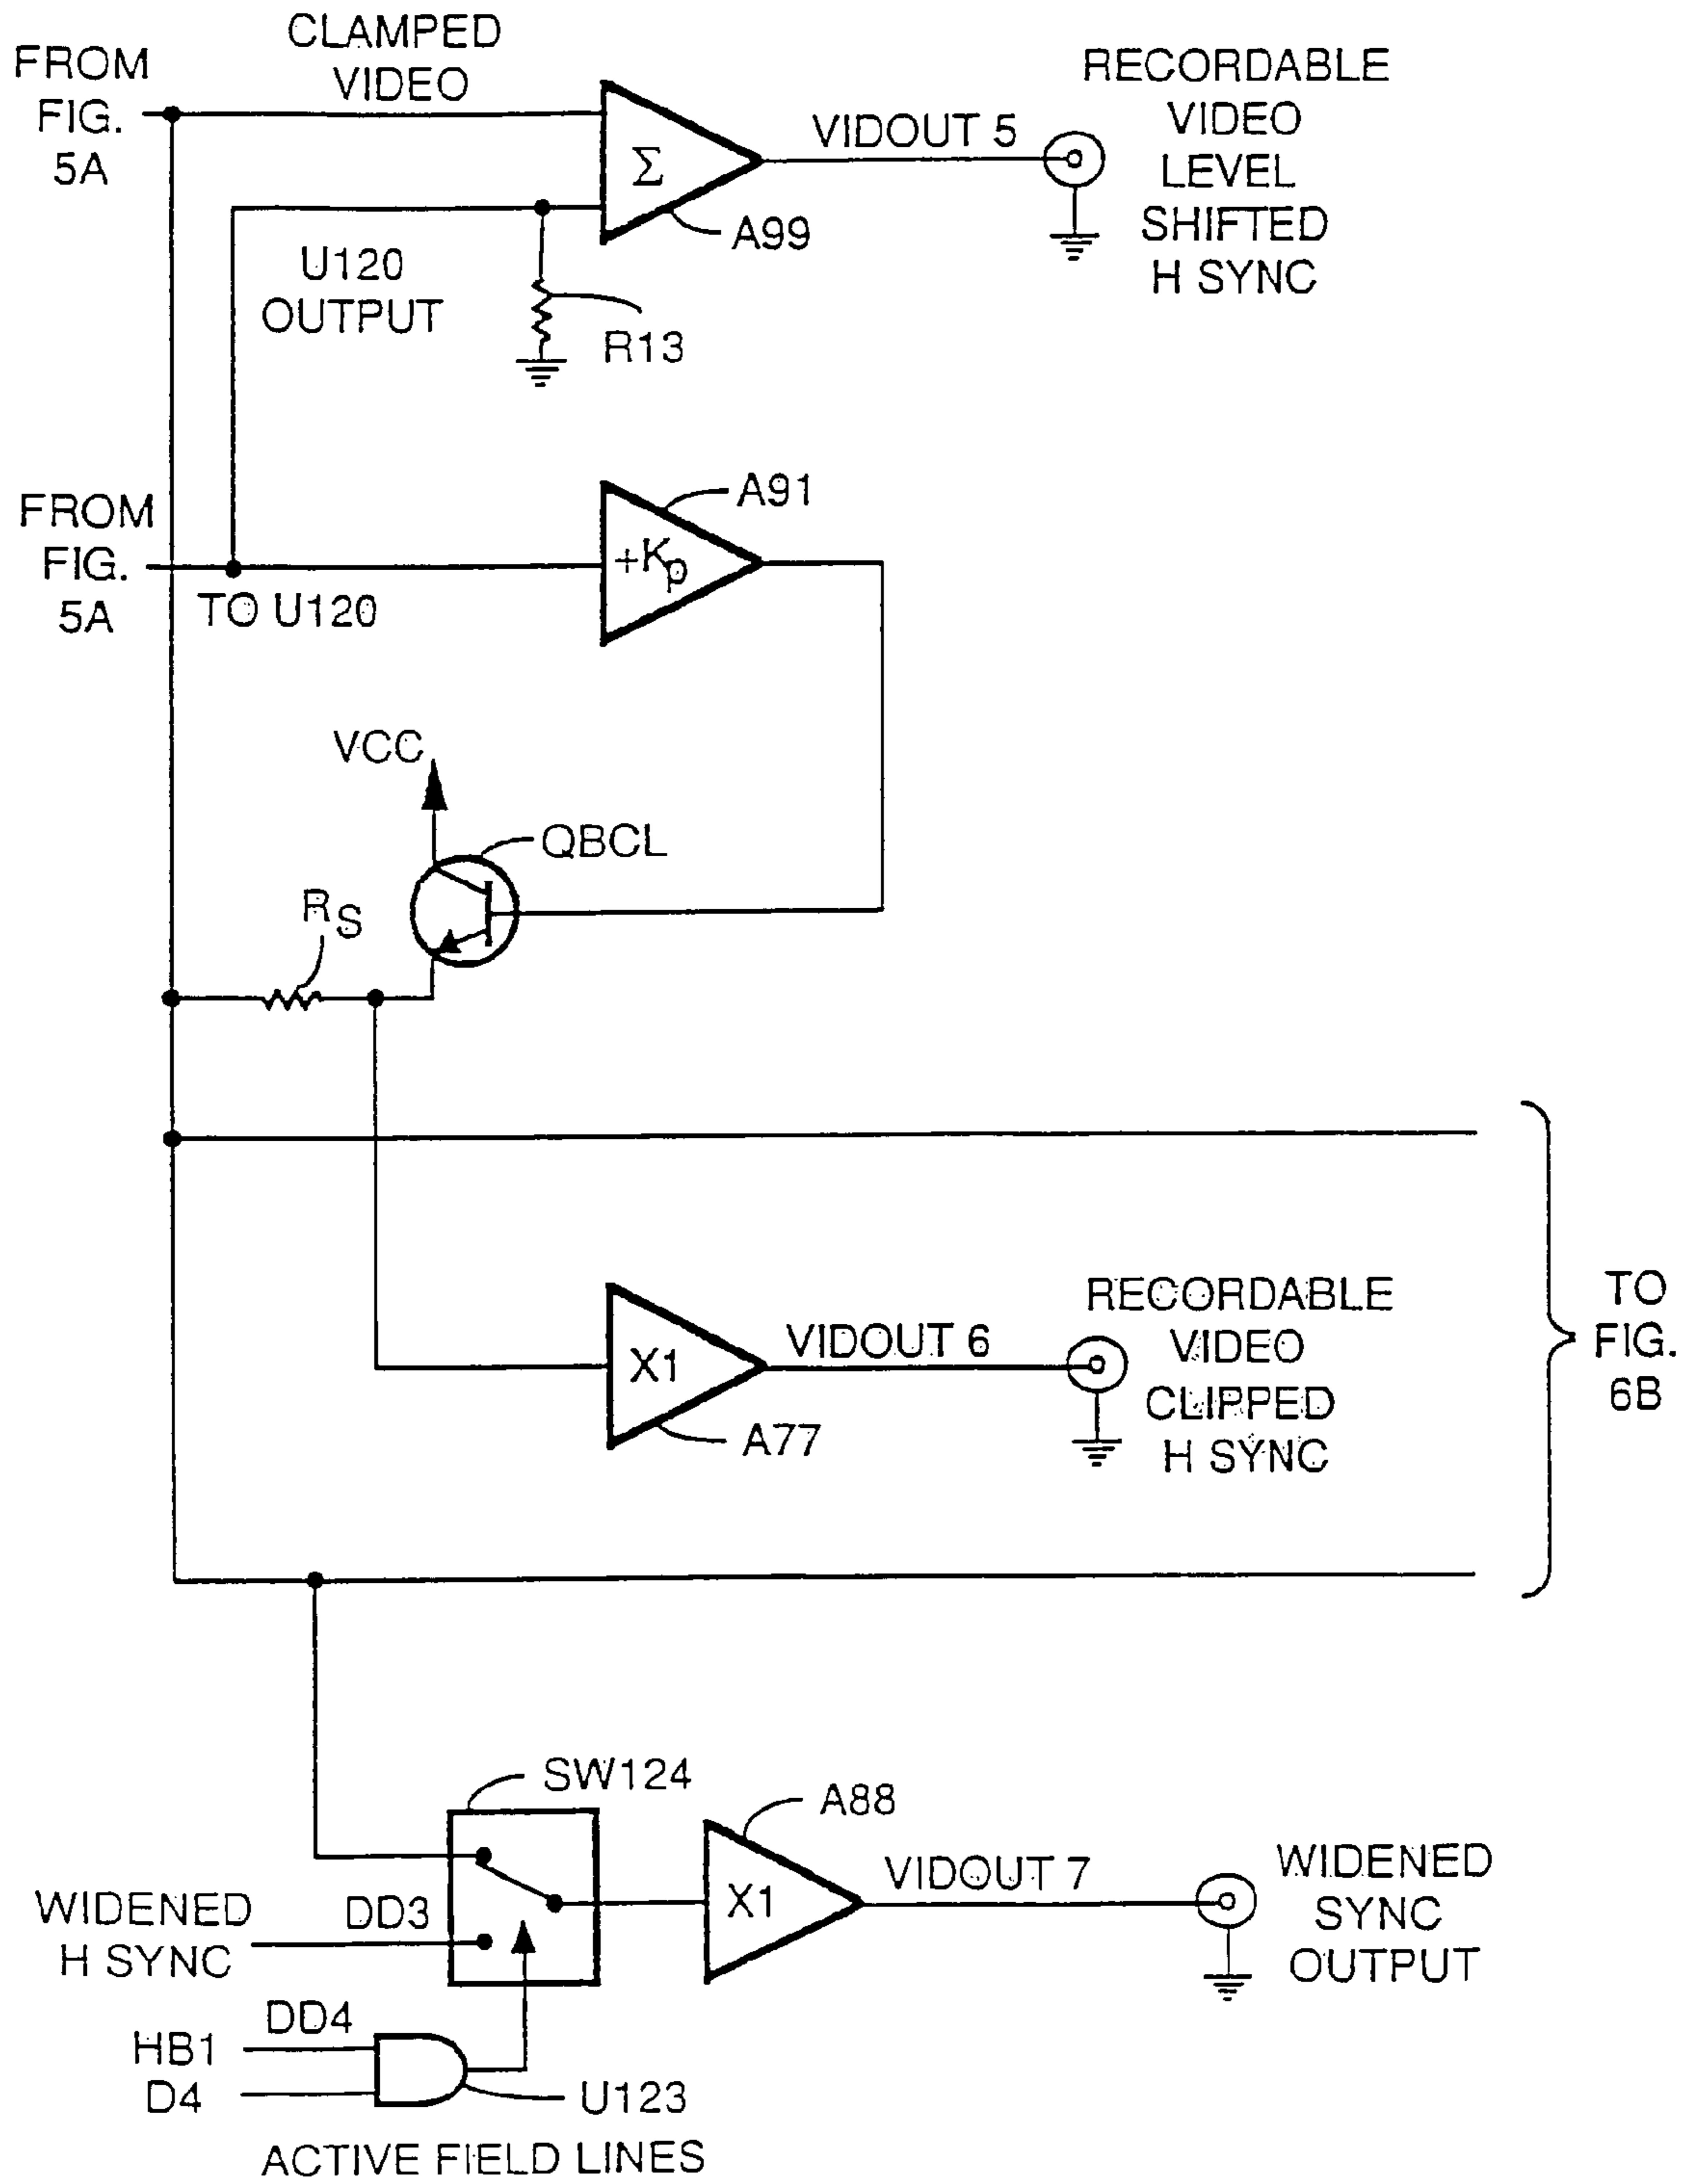 FROM
FIG.
5A
CLAMPED
VIDEO
Σ
A99
VIDOUT 5
RECORDABLE
VIDEO
LEVEL
SHIFTED
H SYNC
U120
OUTPUT
R13
FROM
FIG.
5A
TO U120
+Kp
A91
VCC
QBCL
RS
X1
A77
VIDOUT 6
RECORDABLE
VIDEO
CLIPPED
H SYNC
TO
FIG.
6B
SW124
A88
X1
VIDOUT 7
WIDENED
SYNC
OUTPUT
WIDENED
H SYNC
DD3
DD4
HB1
D4
U123
ACTIVE FIELD LINES